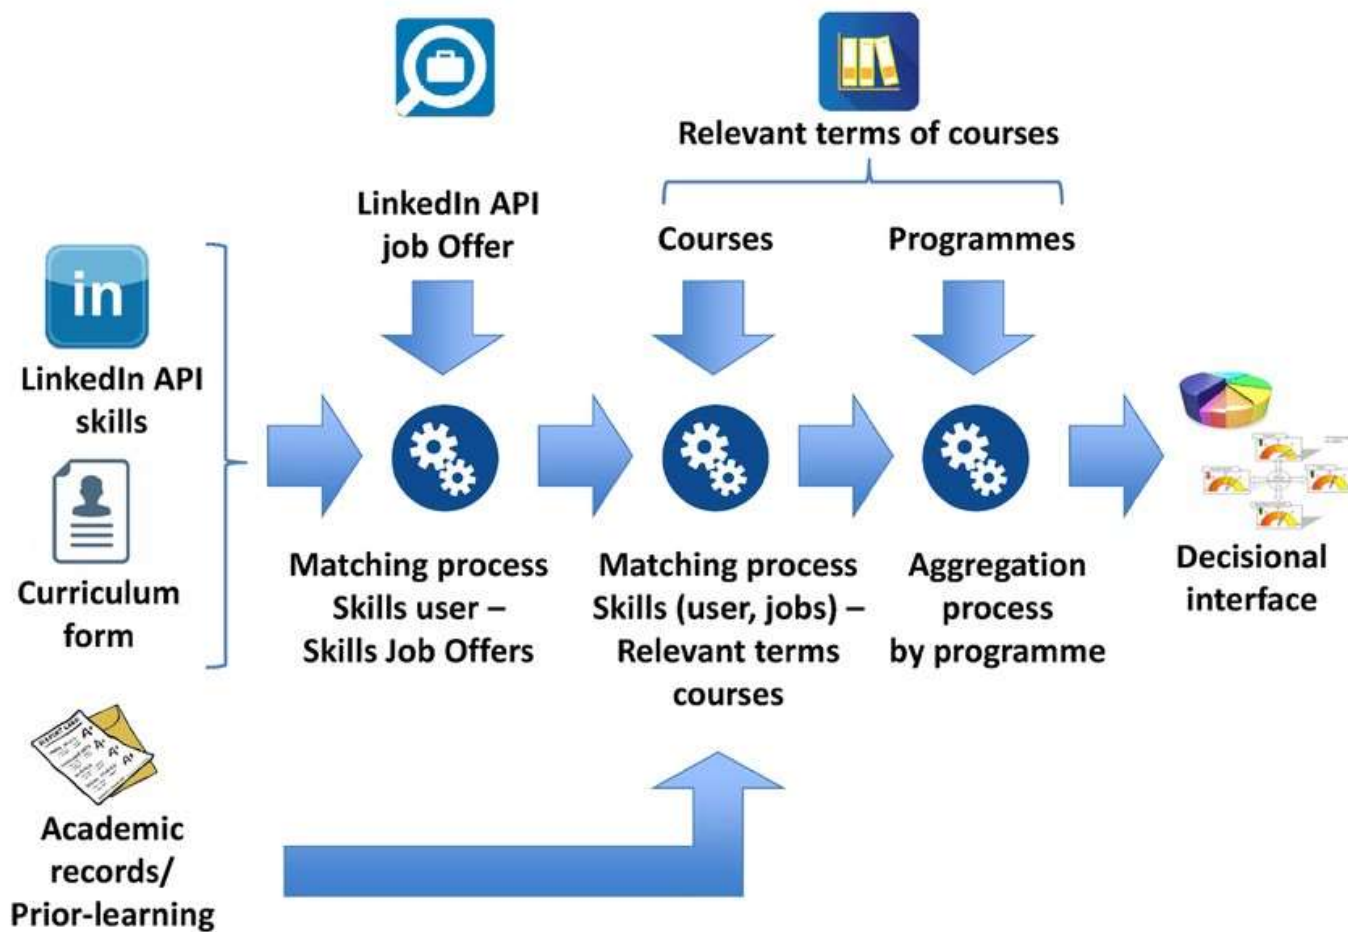 Relevant terms of courses
LinkedIn API
job Offer
Courses
Programmes
in
LinkedIn API
skills
Curriculum
form
Matching process
Skills user –
Skills Job Offers
Matching process
Skills (user, jobs) –
Relevant terms
courses
Aggregation
process
by programme
Decisional
interface
A+
A+
A+
A+
Academic
records/
Prior-learning